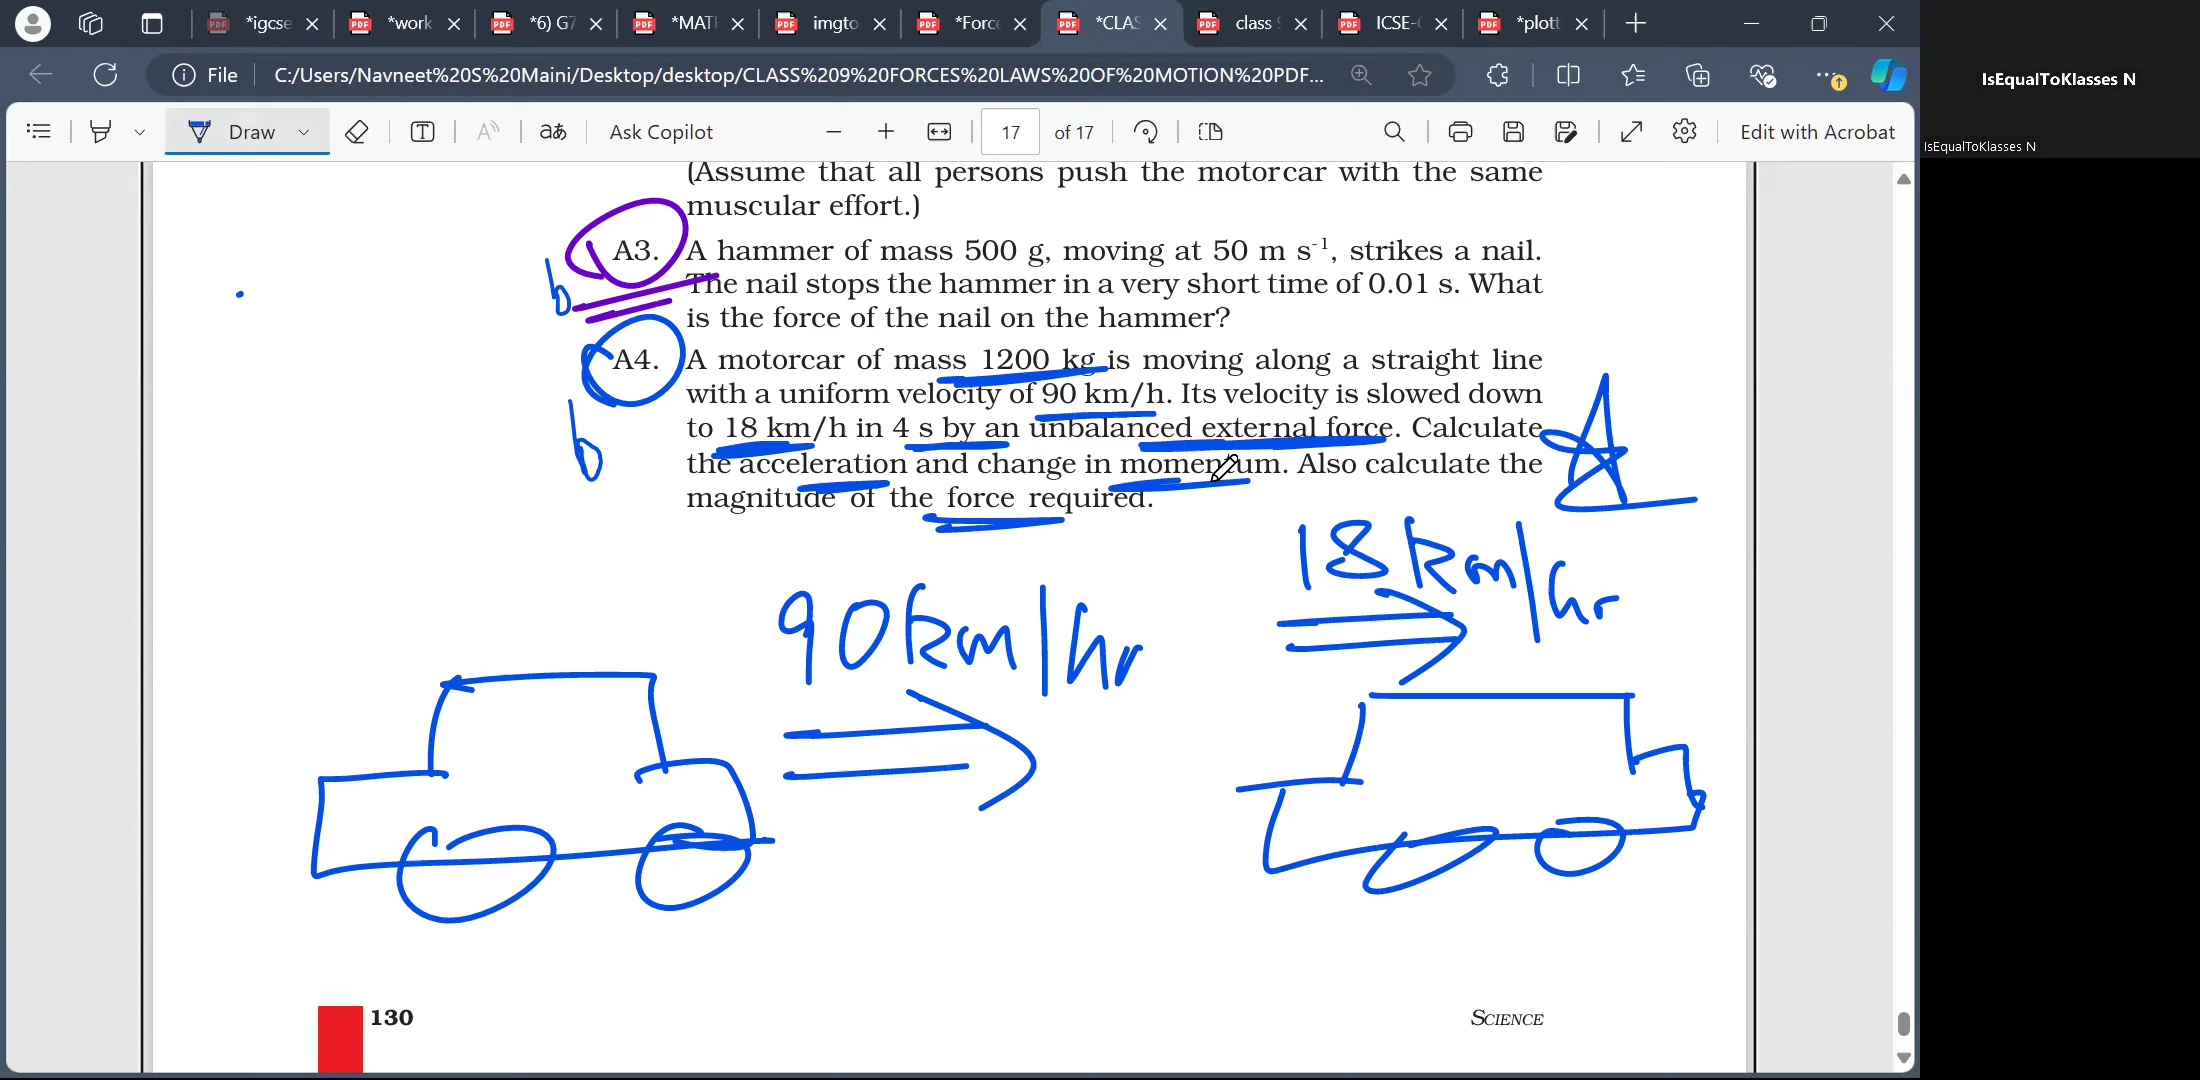 *igcse
*work
*6) G7
*MATH
imgto
*Force
*CLAS
class 9
ICSE-C
*plott
File
C:/Users/Navneet%20S%20Maini/Desktop/desktop/CLASS%209%20FORCES%20LAWS%20OF%20MOTION%20PDF...
IsEqualToKlasses N
IsEqualToKlasses N
Draw
aあ
Ask Copilot
17 of 17
Edit with Acrobat
(Assume that all persons push the motorcar with the same
muscular effort.)
A3. A hammer of mass 500 g, moving at 50 m s⁻¹, strikes a nail.
The nail stops the hammer in a very short time of 0.01 s. What
is the force of the nail on the hammer?
b
A4. A motorcar of mass 1200 kg is moving along a straight line
with a uniform velocity of 90 km/h. Its velocity is slowed down
to 18 km/h in 4 s by an unbalanced external force. Calculate
the acceleration and change in momentum. Also calculate the
magnitude of the force required.
b
18km/hr
90km/hr
130
SCIENCE